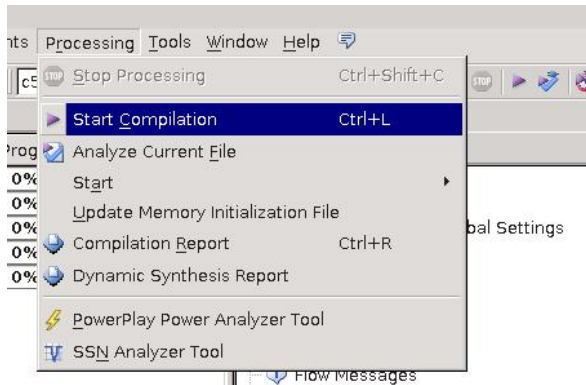 nts Processing Tools Window Help
c5
Stop Processing Ctrl+Shift+C
Start Compilation Ctrl+L
Prog
Analyze Current File
0%
Start
0%
Update Memory Initialization File
0%
bal Settings
Compilation Report Ctrl+R
0%
Dynamic Synthesis Report
0%
PowerPlay Power Analyzer Tool
SSN Analyzer Tool
Flow Messages